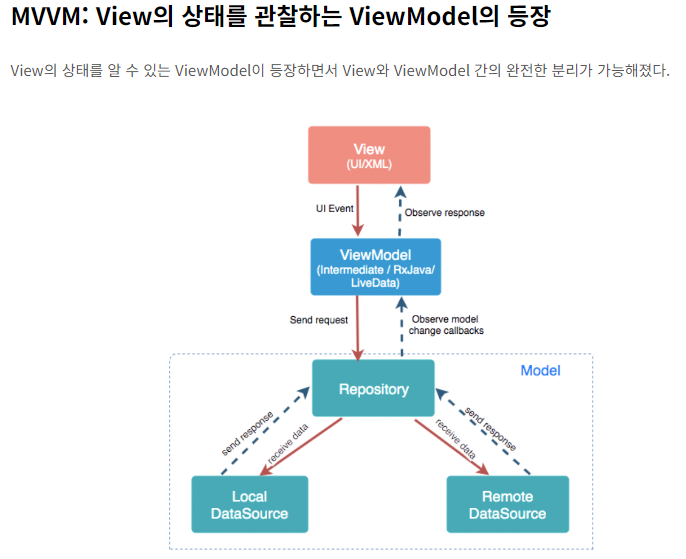 MVVM: View의 상태를 관찰하는 ViewModel의 등장
View의 상태를 알 수 있는 ViewModel이 등장하면서 View와 ViewModel 간의 완전한 분리가 가능해졌다.
View
(UI/XML)
UI Event
Observe response
ViewModel
(Intermediate / RxJava/
LiveData)
Send request
Observe model
change callbacks
Model
Repository
send response
receive data
receive data
send response
Local
DataSource
Remote
DataSource